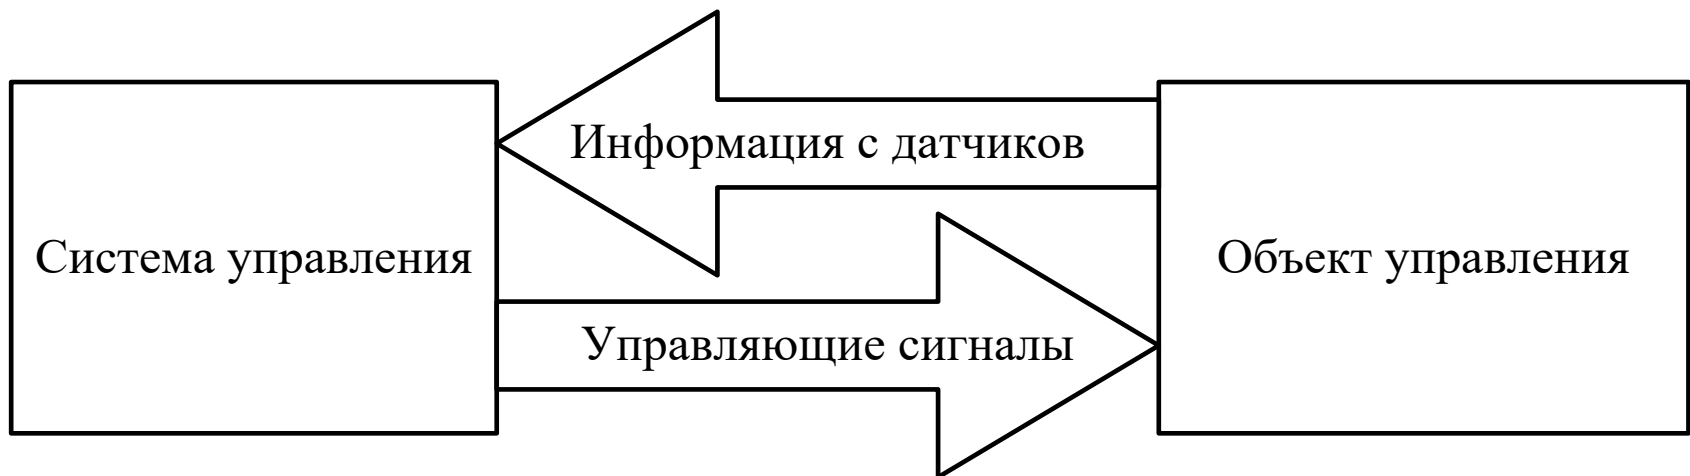 Информация с датчиков
Система управления
Объект управления
Управляющие сигналы